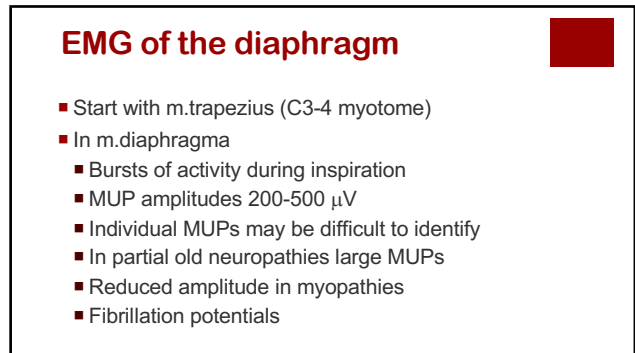 EMG of the diaphragm
▪ Start with m.trapezius (C3-4 myotome)
▪ In m.diaphragma
▪ Bursts of activity during inspiration
▪ MUP amplitudes 200-500 μV
▪ Individual MUPs may be difficult to identify
▪ In partial old neuropathies large MUPs
▪ Reduced amplitude in myopathies
▪ Fibrillation potentials